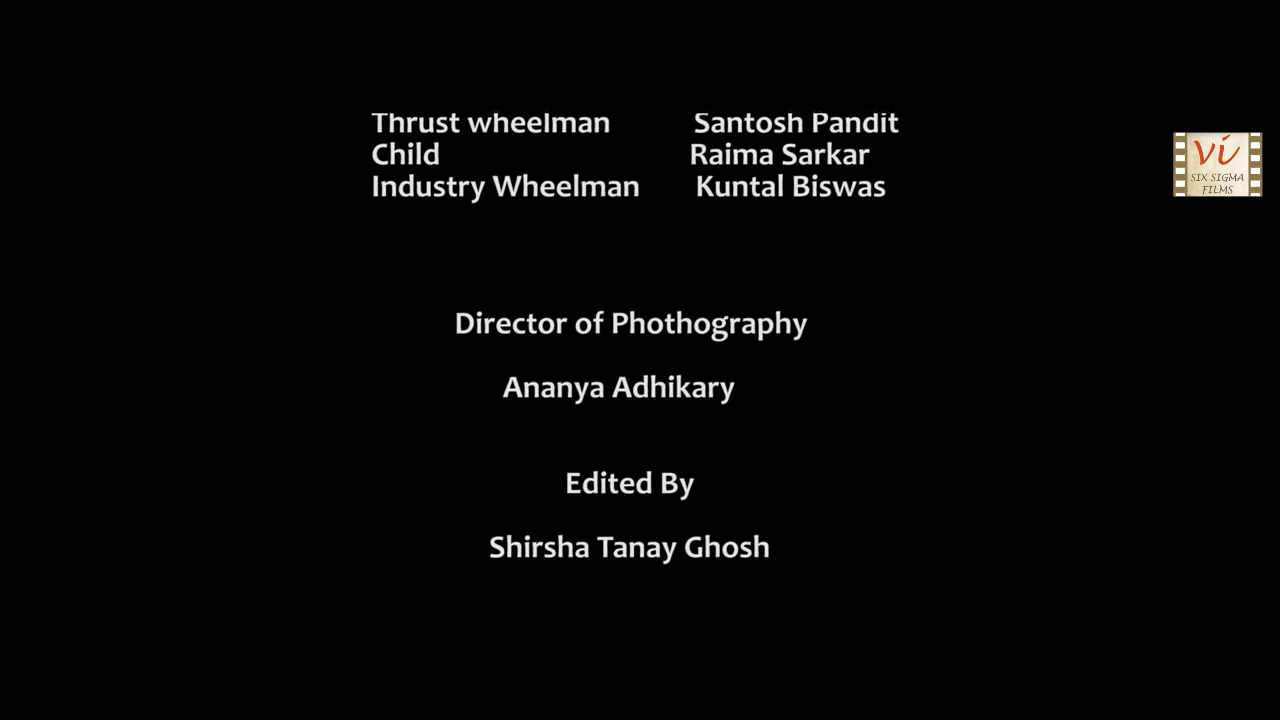 Thrust wheelman Santosh Pandit
Child Raima Sarkar
Industry Wheelman Kuntal Biswas
Director of Phothography
Ananya Adhikary
Edited By
Shirsha Tanay Ghosh
vi
SIX SIGMA
FILMS